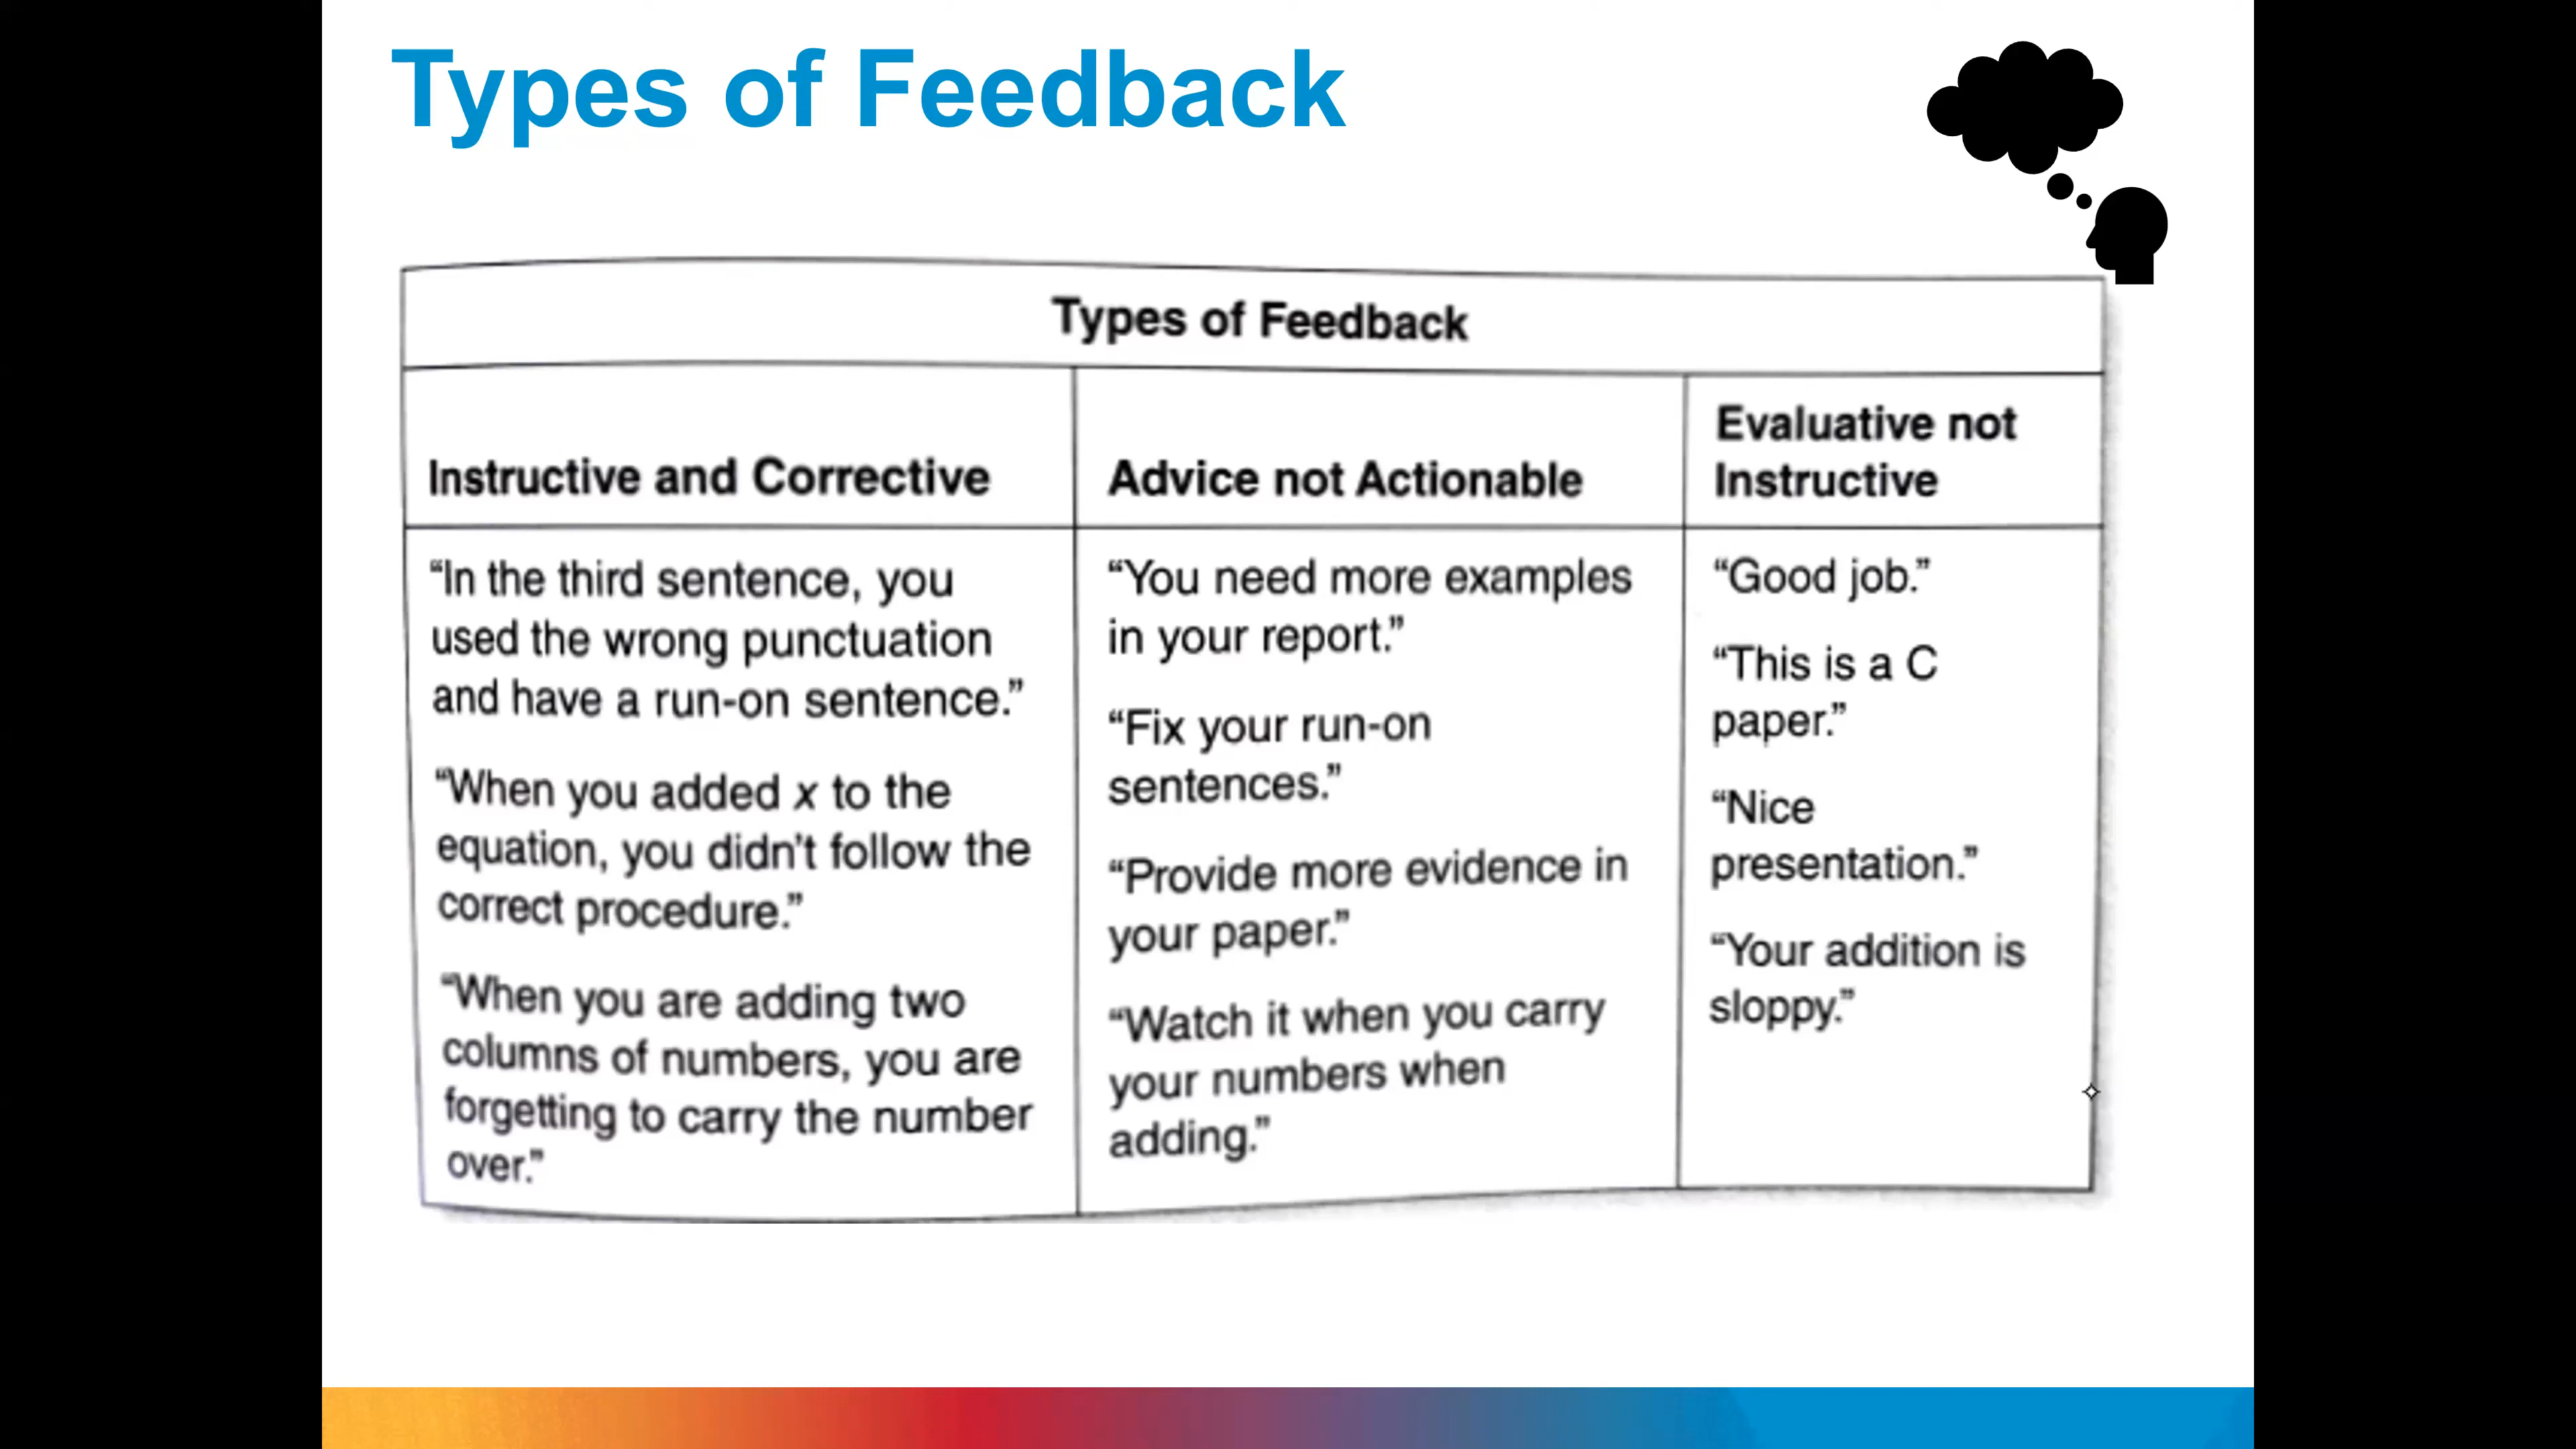 Types of Feedback
Types of Feedback
Instructive and Corrective
Advice not Actionable
Evaluative not
Instructive
“In the third sentence, you
used the wrong punctuation
and have a run-on sentence.”
“When you added x to the
equation, you didn’t follow the
correct procedure.”
“When you are adding two
columns of numbers, you are
forgetting to carry the number
over.”
“You need more examples
in your report.”
“Fix your run-on
sentences.”
“Provide more evidence in
your paper.”
“Watch it when you carry
your numbers when
adding.”
“Good job.”
“This is a C
paper.”
“Nice
presentation.”
“Your addition is
sloppy.”